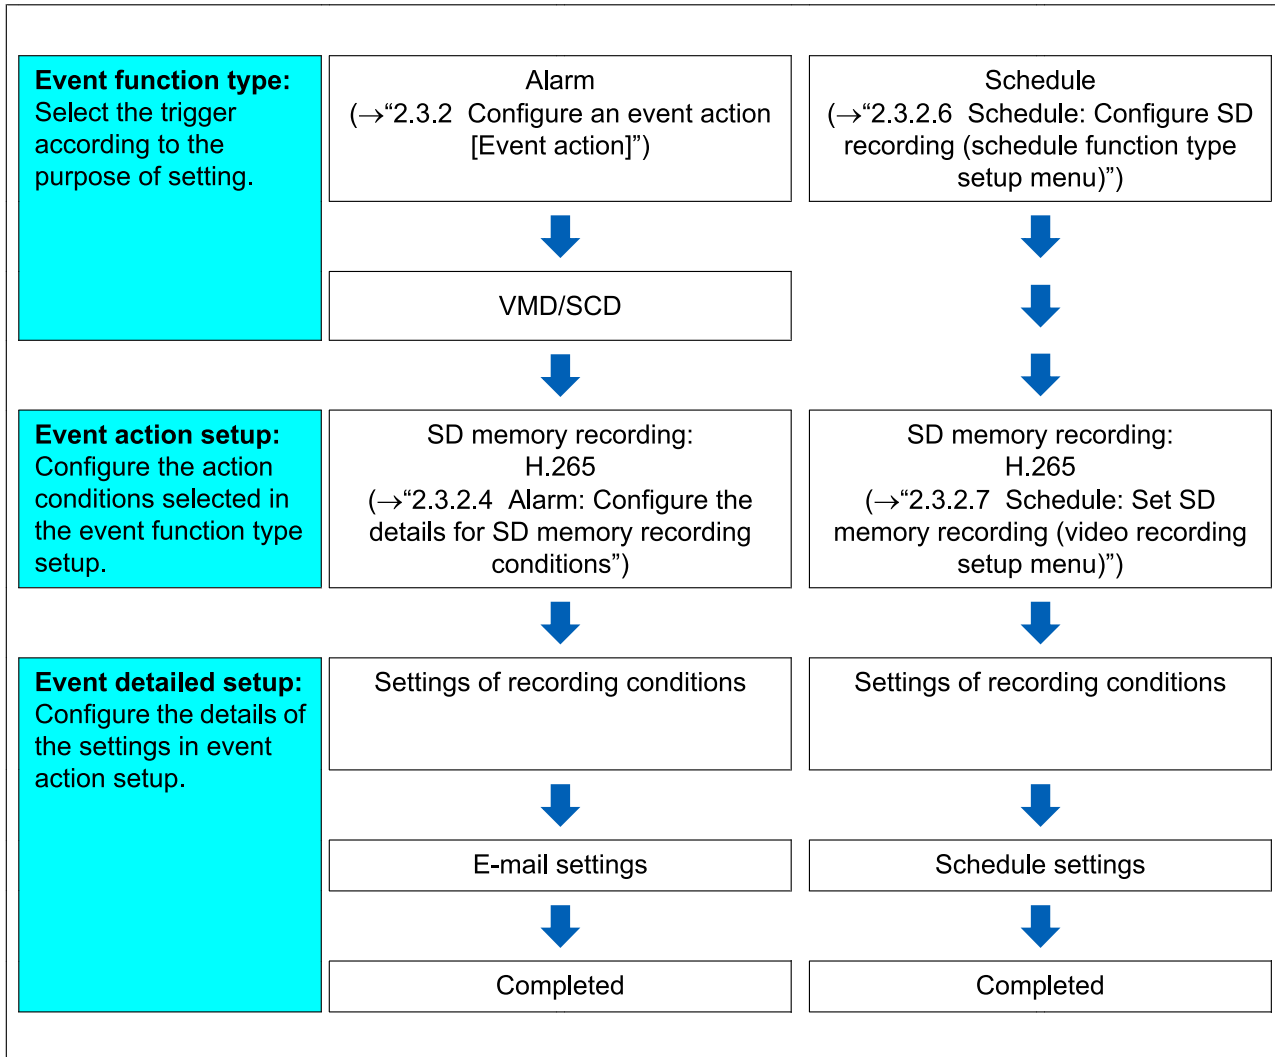 Event function type:
Select the trigger
according to the
purpose of setting.
Alarm
(→“2.3.2 Configure an event action
[Event action]”)
Schedule
(→“2.3.2.6 Schedule: Configure SD
recording (schedule function type
setup menu)”)
VMD/SCD
Event action setup:
Configure the action
conditions selected in
the event function type
setup.
SD memory recording:
H.265
(→“2.3.2.4 Alarm: Configure the
details for SD memory recording
conditions”)
SD memory recording:
H.265
(→“2.3.2.7 Schedule: Set SD
memory recording (video recording
setup menu)”)
Event detailed setup:
Configure the details of
the settings in event
action setup.
Settings of recording conditions
Settings of recording conditions
E-mail settings
Schedule settings
Completed
Completed